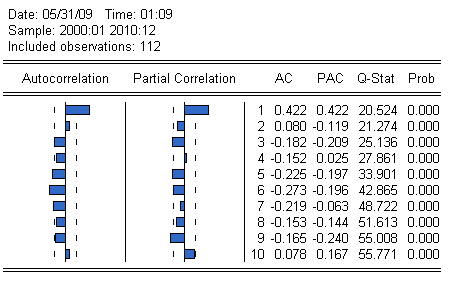 Date: 05/31/09 Time: 01:09
Sample: 2000:01 2010:12
Included observations: 112
Autocorrelation Partial Correlation AC PAC Q-Stat Prob
1 0.422 0.422 20.524 0.000
2 0.080 -0.119 21.274 0.000
3 -0.182 -0.209 25.136 0.000
4 -0.152 0.025 27.861 0.000
5 -0.225 -0.197 33.901 0.000
6 -0.273 -0.196 42.865 0.000
7 -0.219 -0.063 48.722 0.000
8 -0.153 -0.144 51.613 0.000
9 -0.165 -0.240 55.008 0.000
10 0.078 0.167 55.771 0.000